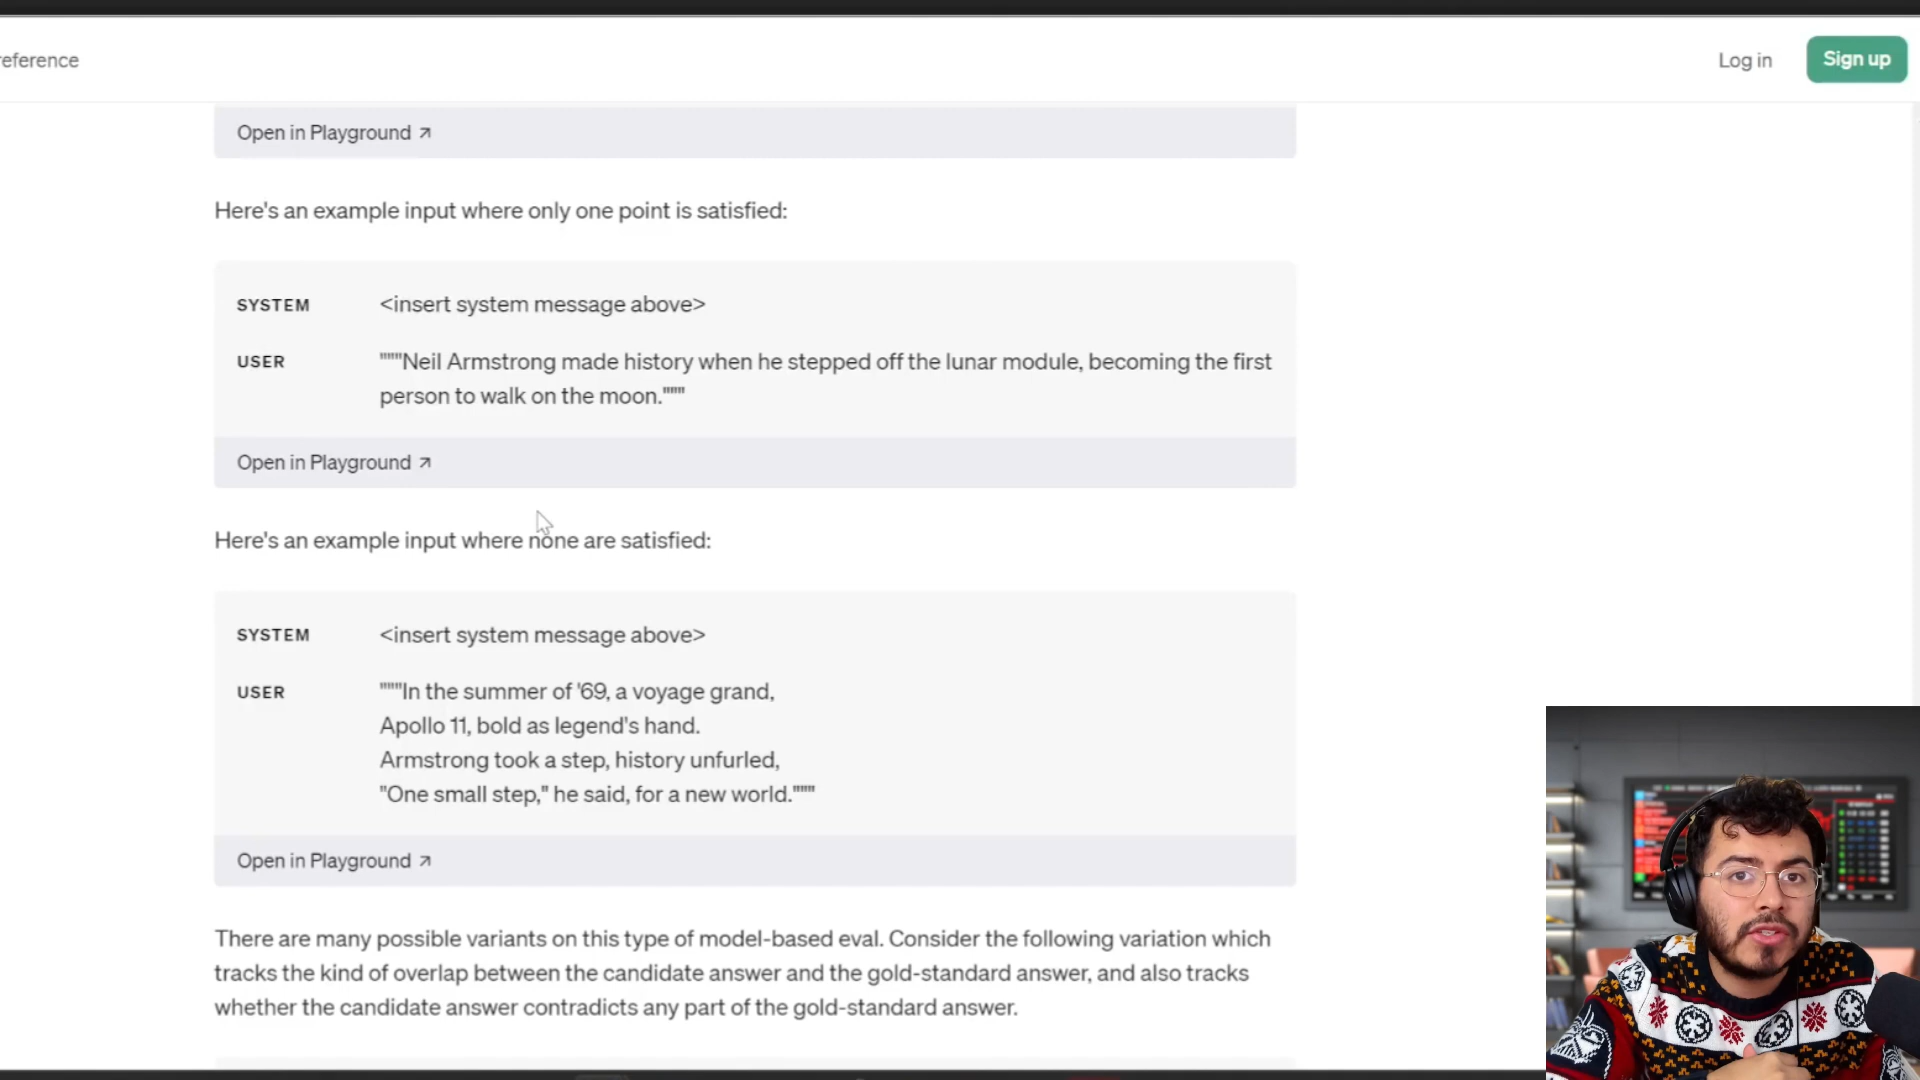 reference
Log in
Sign up
Open in Playground ↗
Here's an example input where only one point is satisfied:
SYSTEM <insert system message above>
USER """Neil Armstrong made history when he stepped off the lunar module, becoming the first
person to walk on the moon."""
Open in Playground ↗
Here's an example input where none are satisfied:
SYSTEM <insert system message above>
USER """In the summer of '69, a voyage grand,
Apollo 11, bold as legend's hand.
Armstrong took a step, history unfurled,
"One small step," he said, for a new world."""
Open in Playground ↗
There are many possible variants on this type of model-based eval. Consider the following variation which
tracks the kind of overlap between the candidate answer and the gold-standard answer, and also tracks
whether the candidate answer contradicts any part of the gold-standard answer.